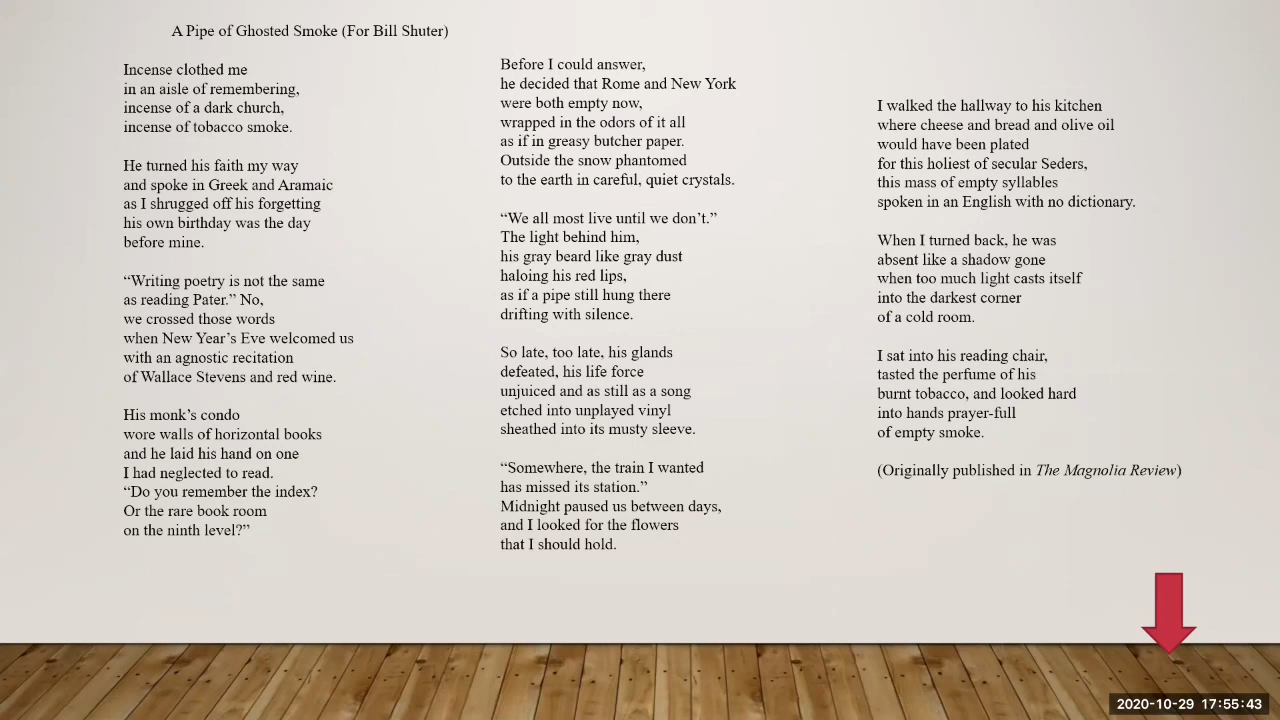 A Pipe of Ghosted Smoke (For Bill Shuter)
Incense clothed me
in an aisle of remembering,
incense of a dark church,
incense of tobacco smoke.
He turned his faith my way
and spoke in Greek and Aramaic
as I shrugged off his forgetting
his own birthday was the day
before mine.
“Writing poetry is not the same
as reading Pater.” No,
we crossed those words
when New Year’s Eve welcomed us
with an agnostic recitation
of Wallace Stevens and red wine.
His monk’s condo
wore walls of horizontal books
and he laid his hand on one
I had neglected to read.
“Do you remember the index?
Or the rare book room
on the ninth level?”
Before I could answer,
he decided that Rome and New York
were both empty now,
wrapped in the odors of it all
as if in greasy butcher paper.
Outside the snow phantomed
to the earth in careful, quiet crystals.
“We all most live until we don’t.”
The light behind him,
his gray beard like gray dust
haloing his red lips,
as if a pipe still hung there
drifting with silence.
So late, too late, his glands
defeated, his life force
unjuiced and as still as a song
etched into unplayed vinyl
sheathed into its musty sleeve.
“Somewhere, the train I wanted
has missed its station.”
Midnight paused us between days,
and I looked for the flowers
that I should hold.
I walked the hallway to his kitchen
where cheese and bread and olive oil
would have been plated
for this holiest of secular Seders,
this mass of empty syllables
spoken in an English with no dictionary.
When I turned back, he was
absent like a shadow gone
when too much light casts itself
into the darkest corner
of a cold room.
I sat into his reading chair,
tasted the perfume of his
burnt tobacco, and looked hard
into hands prayer-full
of empty smoke.
(Originally published in The Magnolia Review)
2020-10-29 17:55:43